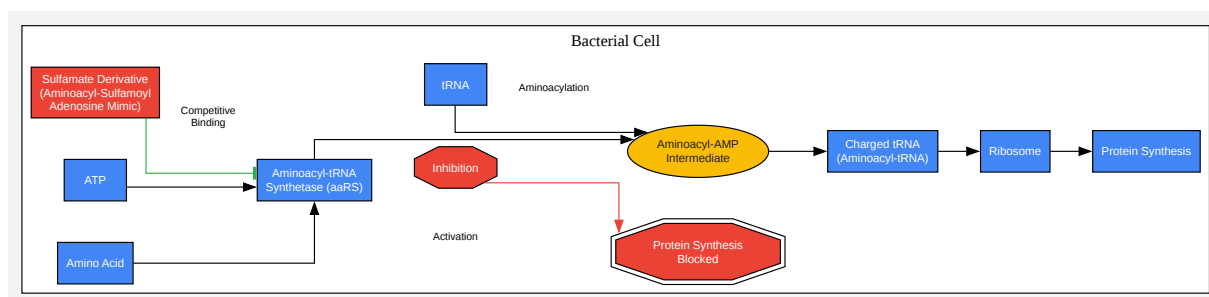 Bacterial Cell
Sulfamate Derivative
(Aminoacyl-Sulfamoyl
Adenosine Mimic)
Competitive
Binding
tRNA
Aminoacylation
ATP
Aminoacyl-tRNA
Synthetase (aaRS)
Inhibition
Aminoacyl-AMP
Intermediate
Charged tRNA
(Aminoacyl-tRNA)
Ribosome
Protein Synthesis
Amino Acid
Activation
Protein Synthesis
Blocked